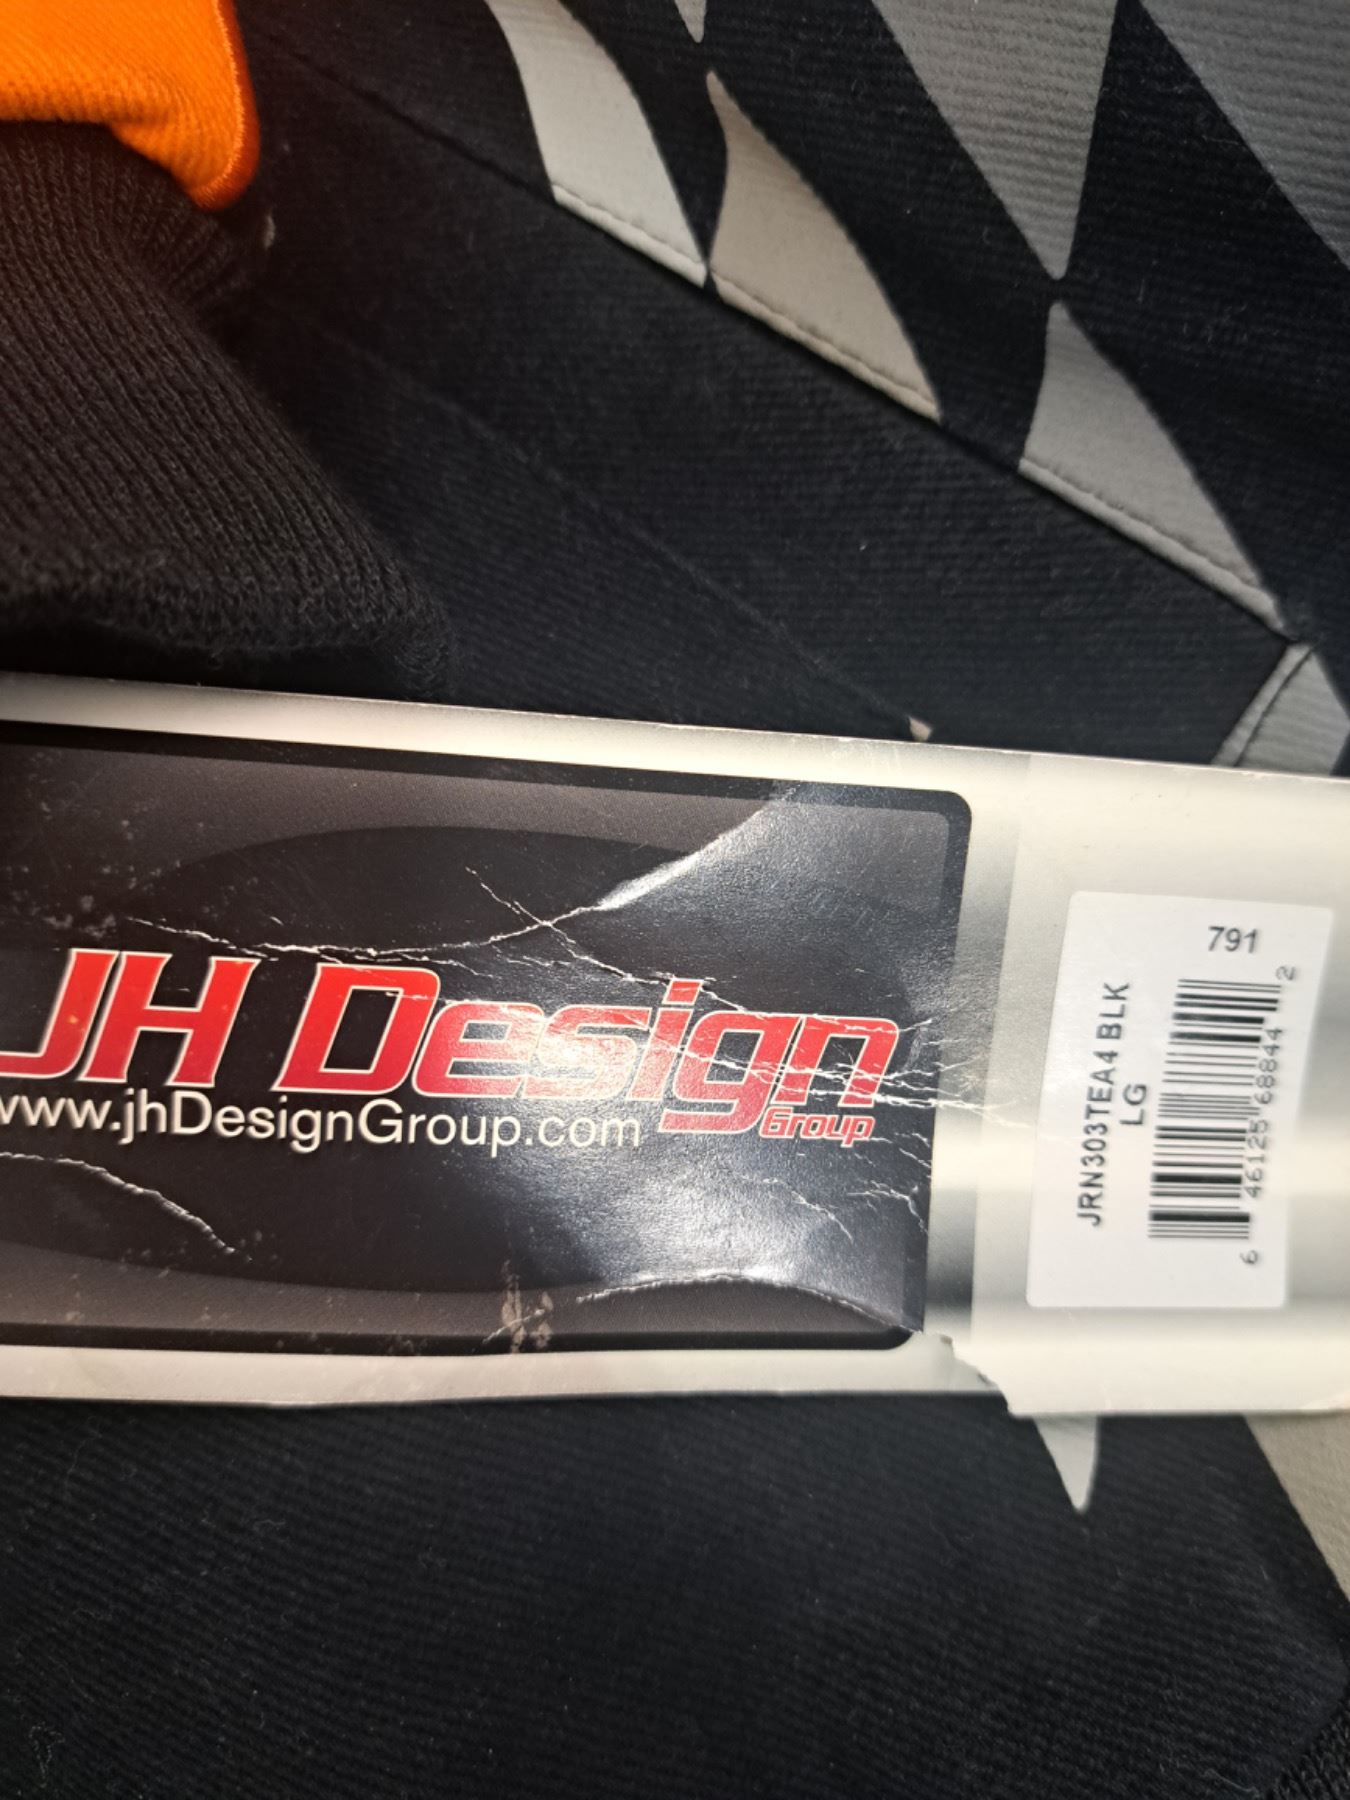 JH Design
Group
www.jhDesignGroup.com
791
JRN303TEA4 BLK
LG
6 46125 68844 2